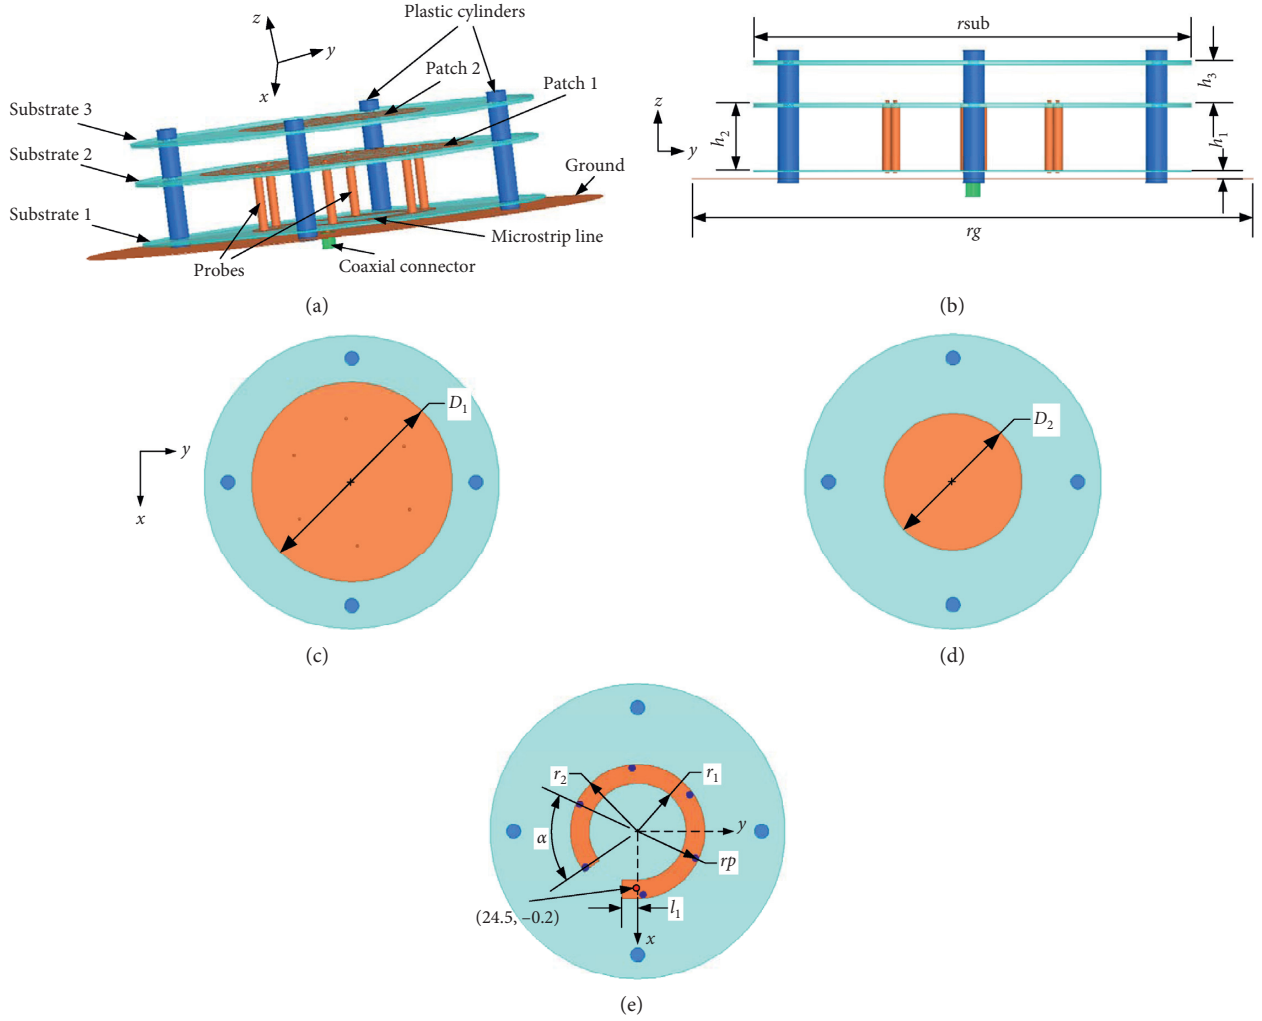 z
y
x
Plastic cylinders
Patch 2
Patch 1
Substrate 3
Substrate 2
Substrate 1
Ground
Microstrip line
Probes
Coaxial connector
(a)
rsub
z
y
h2
h3
h1
rg
(b)
D1
y
x
(c)
D2
(d)
r2
r1
α
y
rp
(24.5, –0.2)
l1
x
(e)